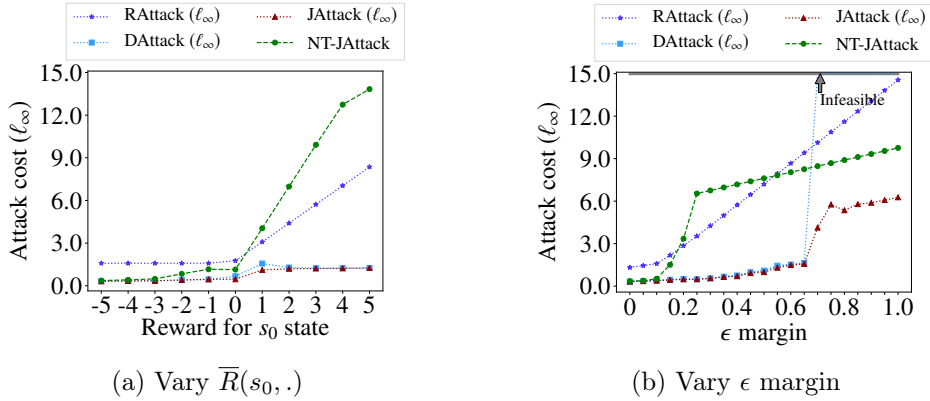 RAttack (ℓ∞) JAttack (ℓ∞)
DAttack (ℓ∞) NT-JAttack
15.0
12.0
9.0
6.0
3.0
0.0
Attack cost (ℓ∞)
-5 -4 -3 -2 -1 0 1 2 3 4 5
Reward for s₀ state
(a) Vary R̅(s₀, .)
RAttack (ℓ∞) JAttack (ℓ∞)
DAttack (ℓ∞) NT-JAttack
15.0
12.0
9.0
6.0
3.0
0.0
Attack cost (ℓ∞)
Infeasible
0 0.2 0.4 0.6 0.8 1.0
ϵ margin
(b) Vary ϵ margin